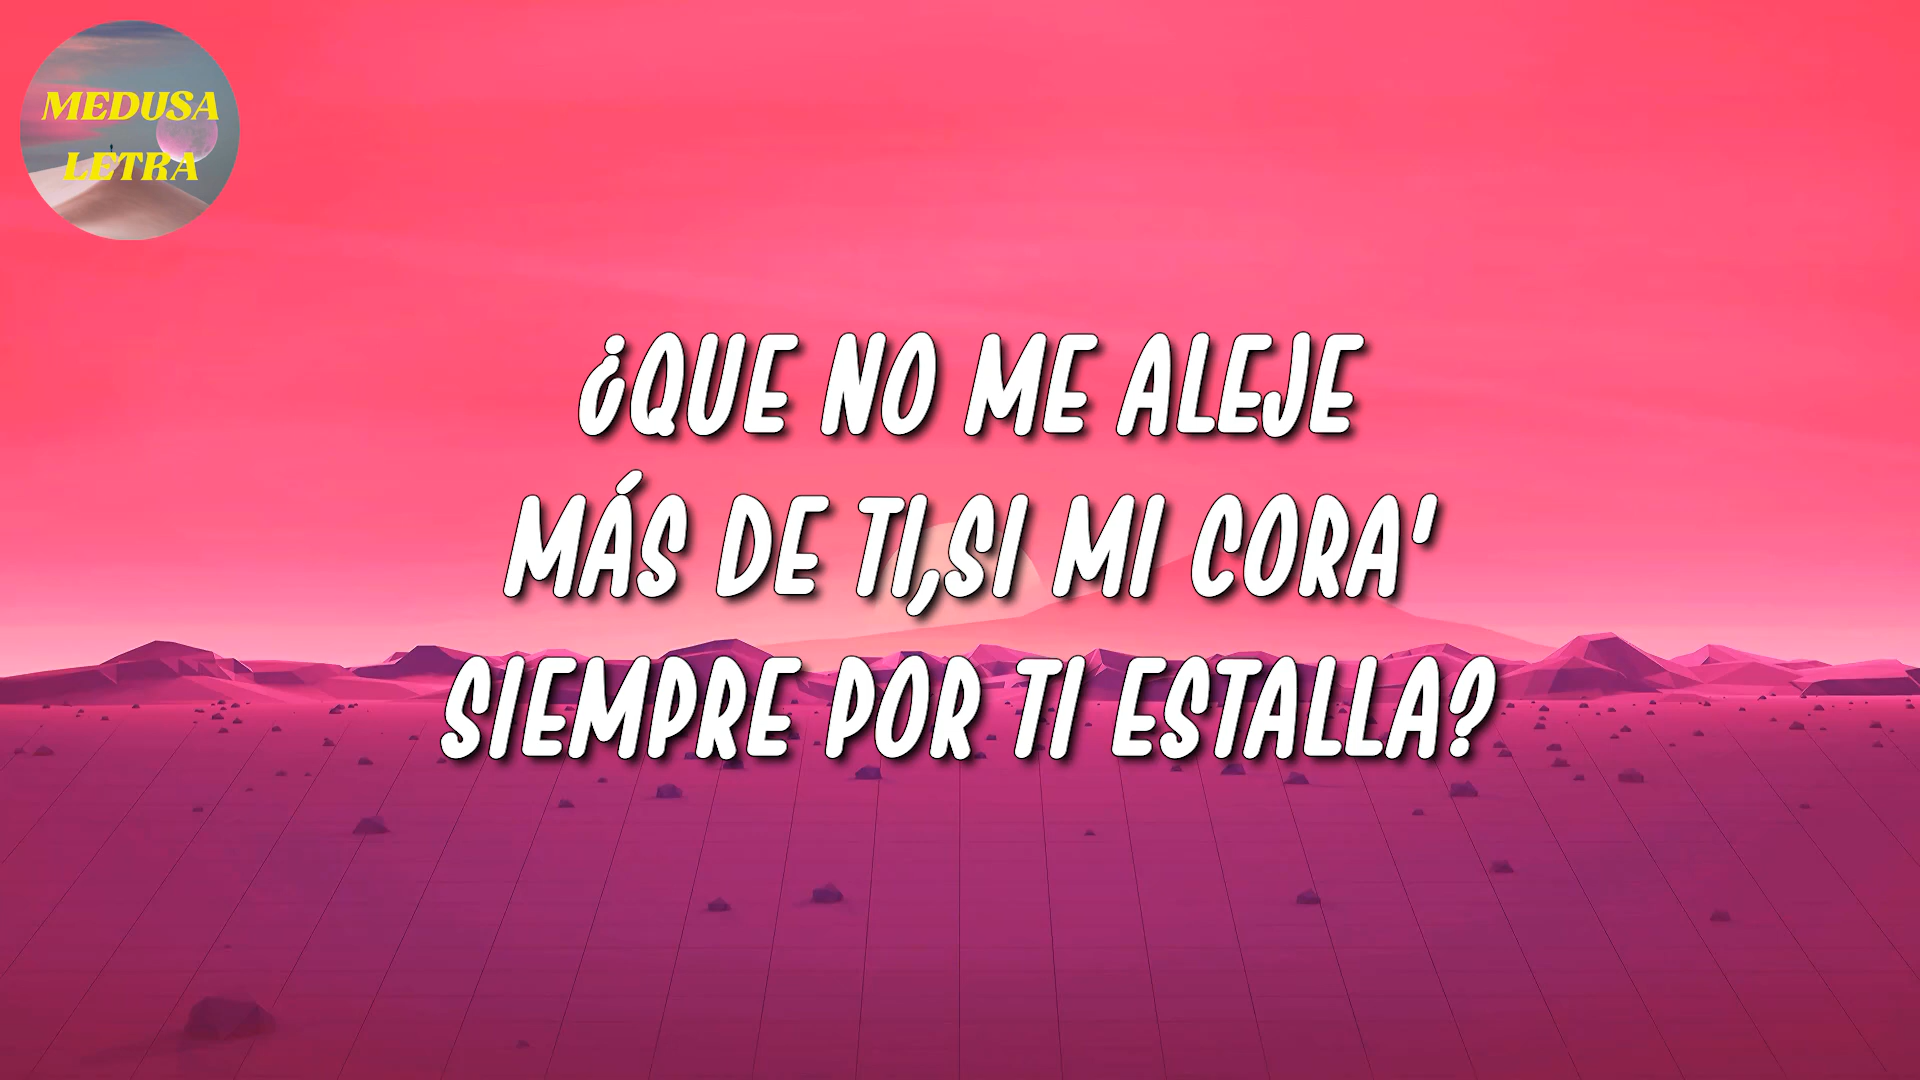 MEDUSA
LETRA
¿QUE NO ME ALEJE
MÁS DE TI,SI MI CORA'
SIEMPRE POR TI ESTALLA?